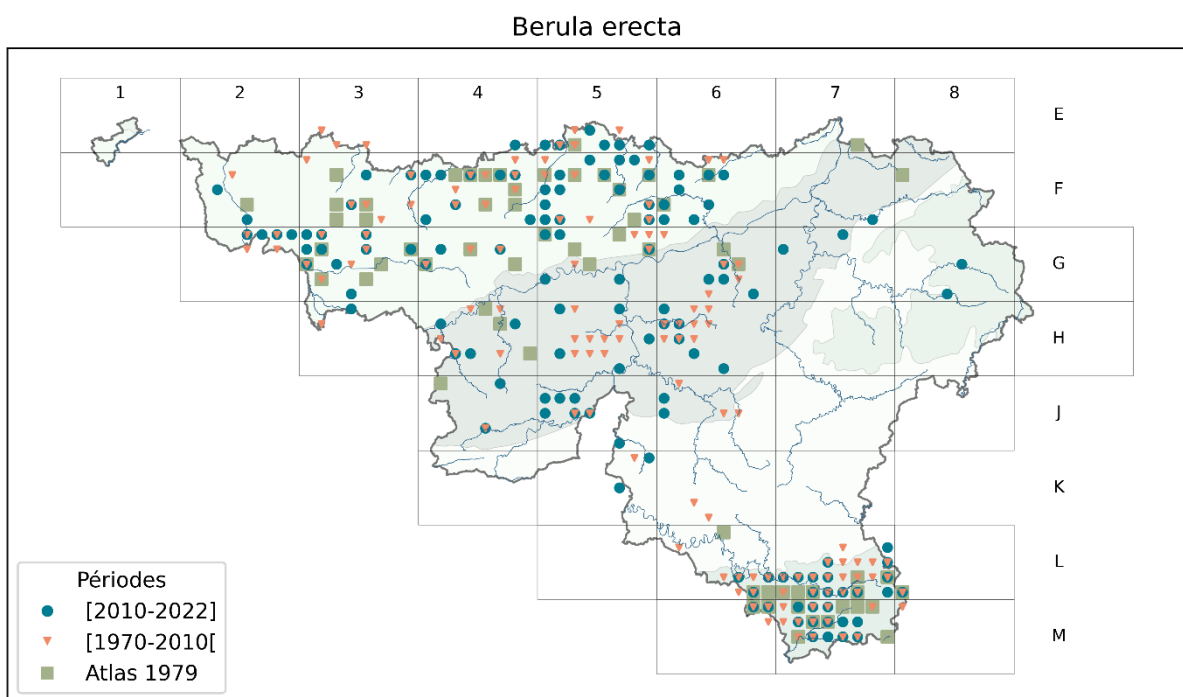 Berula erecta
1 2 3 4 5 6 7 8
E
F
G
H
J
K
L
M
Périodes
[2010-2022]
[1970-2010[
Atlas 1979